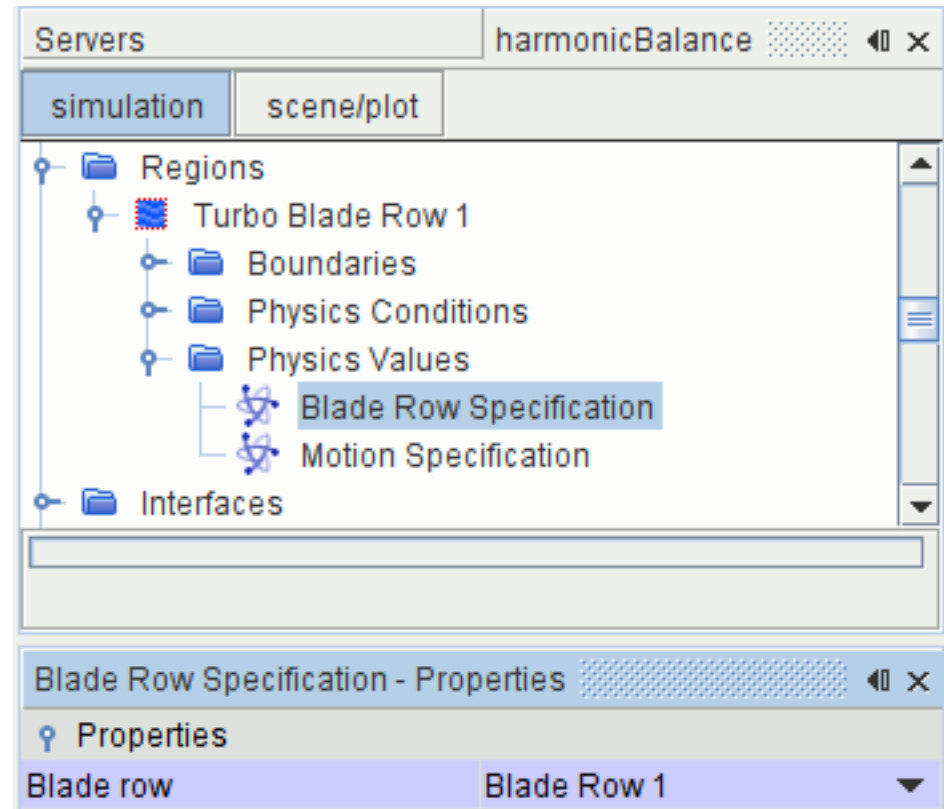 Servers harmonicBalance
simulation scene/plot
Regions
Turbo Blade Row 1
Boundaries
Physics Conditions
Physics Values
Blade Row Specification
Motion Specification
Interfaces
Blade Row Specification - Properties
Properties
Blade row Blade Row 1